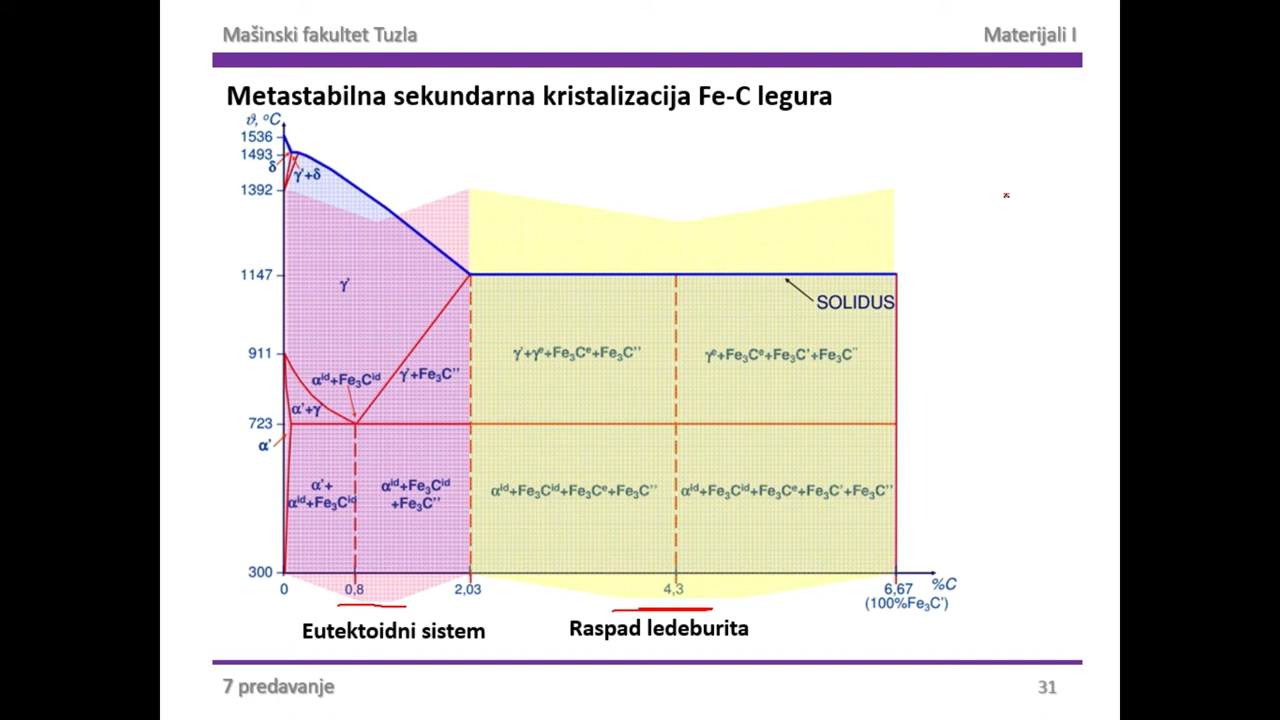 Mašinski fakultet Tuzla
Materijali I
Metastabilna sekundarna kristalizacija Fe-C legura
ϑ, °C
1536
1493
δ
γ'+δ
1392
γ'
1147
SOLIDUS
γ'+γᵉ+Fe₃Cᵉ+Fe₃C''
γᵉ+Fe₃Cᵉ+Fe₃C'+Fe₃C''
911
αⁱᵈ+Fe₃Cⁱᵈ
γ'+Fe₃C''
α'+γ'
723
α'
α'+
αⁱᵈ+Fe₃Cⁱᵈ
αⁱᵈ+Fe₃Cⁱᵈ
+Fe₃C''
αⁱᵈ+Fe₃Cⁱᵈ+Fe₃Cᵉ+Fe₃C''
αⁱᵈ+Fe₃Cⁱᵈ+Fe₃Cᵉ+Fe₃C'+Fe₃C''
300
0
0,8
2,03
4,3
6,67
%C
(100%Fe₃C')
Eutektoidni sistem
Raspad ledeburita
7 predavanje
31